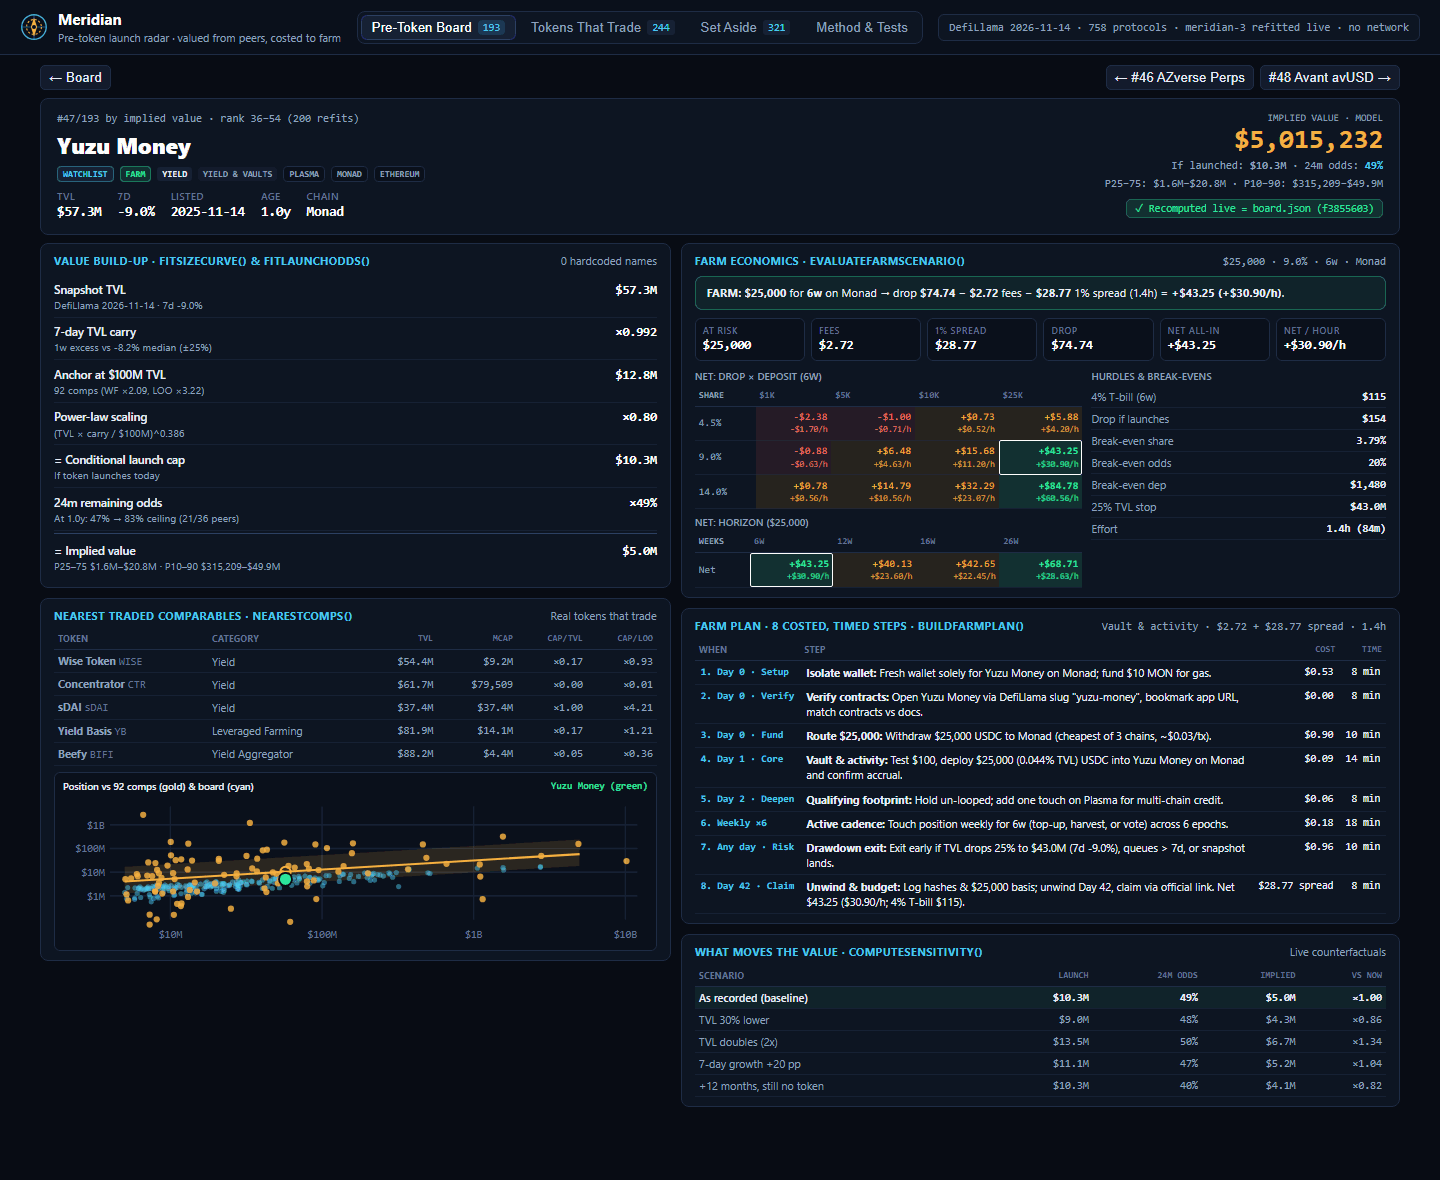 Meridian
Pre-token launch radar · valued from peers, costed to farm
Pre-Token Board 193
Tokens That Trade 244
Set Aside 321
Method & Tests
DefiLlama 2026-11-14 · 758 protocols · meridian-3 refitted live · no network
← Board
← #46 AZverse Perps
#48 Avant avUSD →
#47/193 by implied value · rank 36–54 (200 refits)
Yuzu Money
WATCHLIST FARM YIELD YIELD & VAULTS PLASMA MONAD ETHEREUM
TVL 7D LISTED AGE CHAIN
$57.3M -9.0% 2025-11-14 1.0y Monad
IMPLIED VALUE · MODEL
$5,015,232
If launched: $10.3M · 24m odds: 49%
P25–75: $1.6M–$20.8M · P10–90: $315,209–$49.9M
✓ Recomputed live = board.json (f3855603)
VALUE BUILD-UP · FITSIZECURVE() & FITLAUNCHODDS()
0 hardcoded names
Snapshot TVL $57.3M
DefiLlama 2026-11-14 · 7d -9.0%
7-day TVL carry ×0.992
1w excess vs -8.2% median (±25%)
Anchor at $100M TVL $12.8M
92 comps (WF ×2.09, LOO ×3.22)
Power-law scaling ×0.80
(TVL × carry / $100M)^0.386
= Conditional launch cap $10.3M
If token launches today
24m remaining odds ×49%
At 1.0y: 47% → 83% ceiling (21/36 peers)
= Implied value $5.0M
P25–P75 $1.6M–$20.8M · P10–P90 $315,209–$49.9M
NEAREST TRADED COMPARABLES · NEARESTCOMPS()
Real tokens that trade
TOKEN CATEGORY TVL MCAP CAP/TVL CAP/LOO
Wise Token WISE Yield $54.4M $9.2M ×0.17 ×0.93
Concentrator CTR Yield $61.7M $79,509 ×0.00 ×0.01
sDAI SDAI Yield $37.4M $37.4M ×1.00 ×4.21
Yield Basis YB Leveraged Farming $81.9M $14.1M ×0.17 ×1.21
Beefy BIFI Yield Aggregator $88.2M $4.4M ×0.05 ×0.36
Position vs 92 comps (gold) & board (cyan)
Yuzu Money (green)
$1B
$100M
$10M
$1M
$10M $100M $1B $10B
FARM ECONOMICS · EVALUATEFARMSCENARIO()
$25,000 · 9.0% · 6w · Monad
FARM: $25,000 for 6w on Monad → drop $74.74 − $2.72 fees − $28.77 1% spread (1.4h) = +$43.25 (+$30.90/h).
AT RISK FEES 1% SPREAD DROP NET ALL-IN NET / HOUR
$25,000 $2.72 $28.77 $74.74 +$43.25 +$30.90/h
NET: DROP × DEPOSIT (6W)
SHARE $1K $5K $10K $25K
4.5% -$2.38 -$1.00 +$0.73 +$5.88
-$1.70/h -$0.71/h +$0.52/h +$4.20/h
9.0% -$0.88 +$6.48 +$15.68 +$43.25
-$0.63/h +$4.63/h +$11.20/h +$30.90/h
14.0% +$0.78 +$14.79 +$32.29 +$84.78
+$0.56/h +$10.56/h +$23.07/h +$60.56/h
NET: HORIZON ($25,000)
WEEKS 6W 12W 16W 26W
Net +$43.25 +$40.13 +$42.65 +$68.71
+$30.90/h +$23.60/h +$22.45/h +$28.63/h
HURDLES & BREAK-EVENS
4% T-bill (6w) $115
Drop if launches $154
Break-even share 3.79%
Break-even odds 20%
Break-even dep $1,480
25% TVL stop $43.0M
Effort 1.4h (84m)
FARM PLAN · 8 COSTED, TIMED STEPS · BUILDFARMPLAN()
Vault & activity · $2.72 + $28.77 spread · 1.4h
WHEN STEP COST TIME
1. Day 0 · Setup Isolate wallet: Fresh wallet solely for Yuzu Money on Monad; fund $10 MON for gas. $0.53 8 min
2. Day 0 · Verify Verify contracts: Open Yuzu Money via DefiLlama slug "yuzu-money", bookmark app URL, $0.00 8 min
match contracts vs docs.
3. Day 0 · Fund Route $25,000: Withdraw $25,000 USDC to Monad (cheapest of 3 chains, ~$0.03/tx). $0.90 10 min
4. Day 1 · Core Vault & activity: Test $100, deploy $25,000 (0.044% TVL) USDC into Yuzu Money on Monad $0.09 14 min
and confirm accrual.
5. Day 2 · Deepen Qualifying footprint: Hold un-looped; add one touch on Plasma for multi-chain credit. $0.06 8 min
6. Weekly ×6 Active cadence: Touch position weekly for 6w (top-up, harvest, or vote) across 6 epochs. $0.18 18 min
7. Any day · Risk Drawdown exit: Exit early if TVL drops 25% to $43.0M (7d -9.0%), queues > 7d, or snapshot $0.96 10 min
lands.
8. Day 42 · Claim Unwind & budget: Log hashes & $25,000 basis; unwind Day 42, claim via official link. Net $28.77 spread 8 min
$43.25 ($30.90/h; 4% T-bill $115).
WHAT MOVES THE VALUE · COMPUTESENSITIVITY()
Live counterfactuals
SCENARIO LAUNCH 24M ODDS IMPLIED VS NOW
As recorded (baseline) $10.3M 49% $5.0M ×1.00
TVL 30% lower $9.0M 48% $4.3M ×0.86
TVL doubles (2x) $13.5M 50% $6.7M ×1.34
7-day growth +20 pp $11.1M 47% $5.2M ×1.04
+12 months, still no token $10.3M 40% $4.1M ×0.82